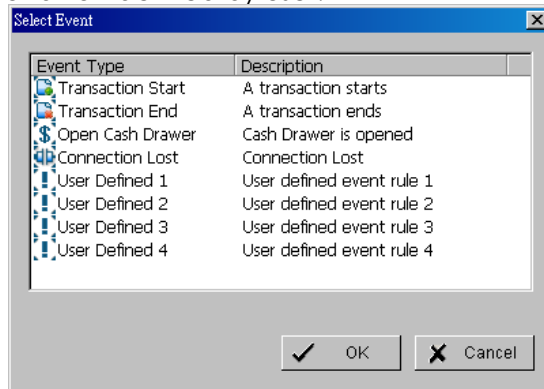 Select Event
Event Type Description
Transaction Start A transaction starts
Transaction End A transaction ends
Open Cash Drawer Cash Drawer is opened
Connection Lost Connection Lost
User Defined 1 User defined event rule 1
User Defined 2 User defined event rule 2
User Defined 3 User defined event rule 3
User Defined 4 User defined event rule 4
OK Cancel